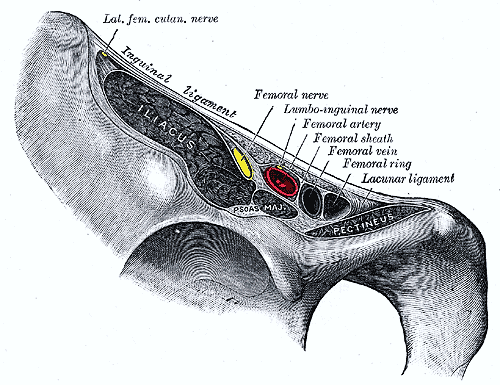 Lat. fem. cutan. nerve
Inguinal ligament
Femoral nerve
Lumbo-inguinal nerve
Femoral artery
Femoral sheath
Femoral vein
Femoral ring
Lacunar ligament
ILIACUS
PSOAS MAJ.
PECTINEUS